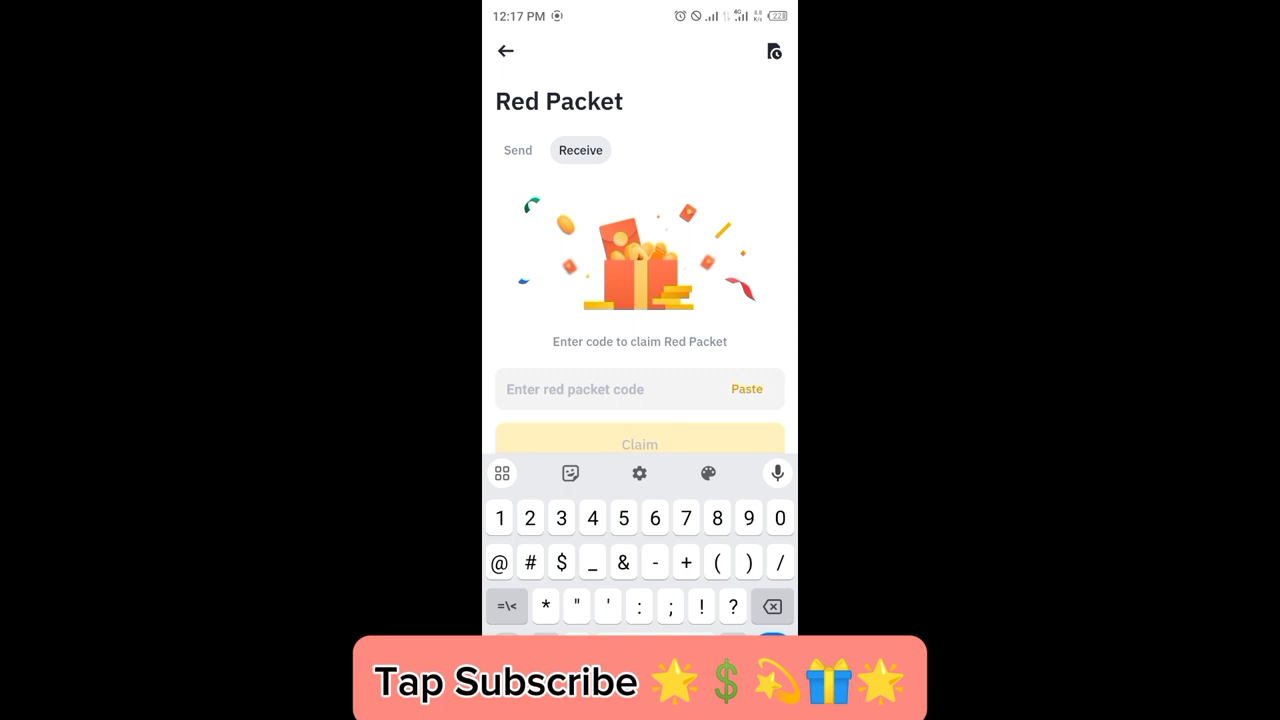 12:17 PM
4G
Red Packet
Send Receive
Enter code to claim Red Packet
Enter red packet code Paste
Claim
1 2 3 4 5 6 7 8 9 0
@ # $ _ & - + ( ) /
=\< * " ' : ; ! ?
Tap Subscribe 🌟💲💫🎁🌟